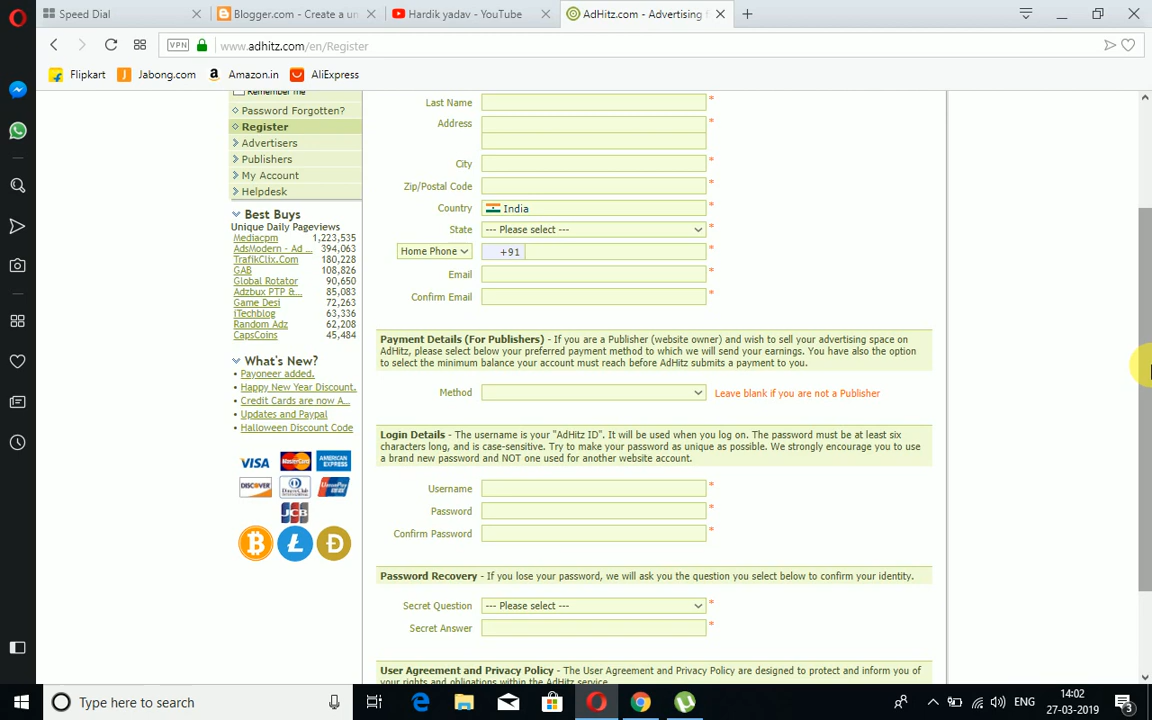 Speed Dial
Blogger.com - Create a un
Hardik yadav - YouTube
AdHitz.com - Advertising f
VPN
www.adhitz.com/en/Register
Flipkart
Jabong.com
Amazon.in
AliExpress
Remember me
Password Forgotten?
Register
Advertisers
Publishers
My Account
Helpdesk
Best Buys
Unique Daily Pageviews
Mediacpm 1,223,535
AdsModern - Ad ... 394,063
TrafikClix.Com 180,228
GAB 108,826
Global Rotator 90,650
Adzbux PTP &... 85,083
Game Desi 72,263
iTechblog 63,336
Random Adz 62,208
CapsCoins 45,484
What's New?
Payoneer added.
Happy New Year Discount.
Credit Cards are now A...
Updates and Paypal
Halloween Discount Code
VISA
MasterCard
AMERICAN EXPRESS
DISCOVER
UnionPay
JCB
Last Name *
Address *
City *
Zip/Postal Code *
Country India *
State --- Please select --- *
Home Phone +91 *
Email *
Confirm Email *
Payment Details (For Publishers) - If you are a Publisher (website owner) and wish to sell your advertising space on
AdHitz, please select below your preferred payment method to which we will send your earnings. You have also the option
to select the minimum balance your account must reach before AdHitz submits a payment to you.
Method Leave blank if you are not a Publisher
Login Details - The username is your "AdHitz ID". It will be used when you log on. The password must be at least six
characters long, and is case-sensitive. Try to make your password as unique as possible. We strongly encourage you to use
a brand new password and NOT one used for another website account.
Username *
Password *
Confirm Password *
Password Recovery - If you lose your password, we will ask you the question you select below to confirm your identity.
Secret Question --- Please select --- *
Secret Answer *
User Agreement and Privacy Policy - The User Agreement and Privacy Policy are designed to protect and inform you of
your rights and obligations within the AdHitz service.
Type here to search
ENG
14:02
27-03-2019
3